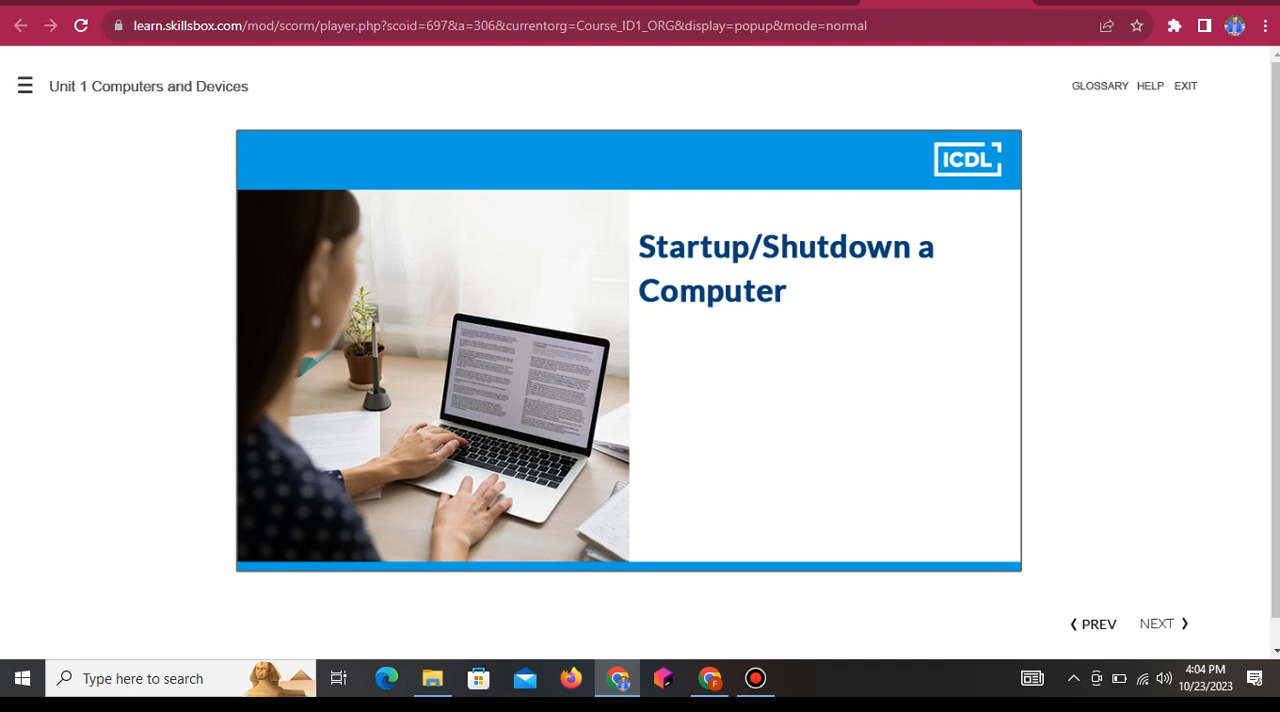 learn.skillsbox.com/mod/scorm/player.php?scoid=697&a=306&currentorg=Course_ID1_ORG&display=popup&mode=normal
Unit 1 Computers and Devices
GLOSSARY HELP EXIT
ICDL
Startup/Shutdown a
Computer
PREV NEXT
Type here to search
4:04 PM
10/23/2023